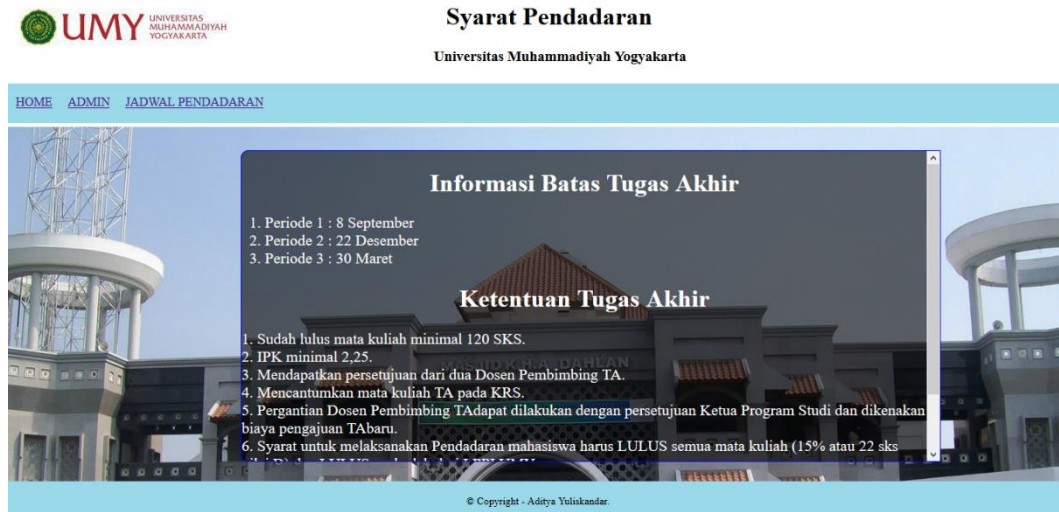 UMY UNIVERSITAS
MUHAMMADIYAH
YOGYAKARTA
Syarat Pendadaran
Universitas Muhammadiyah Yogyakarta
HOME ADMIN JADWAL PENDADARAN
Informasi Batas Tugas Akhir
1. Periode 1 : 8 September
2. Periode 2 : 22 Desember
3. Periode 3 : 30 Maret
Ketentuan Tugas Akhir
1. Sudah lulus mata kuliah minimal 120 SKS.
2. IPK minimal 2,25.
3. Mendapatkan persetujuan dari dua Dosen Pembimbing TA.
4. Mencantumkan mata kuliah TA pada KRS.
5. Pergantian Dosen Pembimbing TAdapat dilakukan dengan persetujuan Ketua Program Studi dan dikenakan
biaya pengajuan TAbaru.
6. Syarat untuk melaksanakan Pendadaran mahasiswa harus LULUS semua mata kuliah (15% atau 22 sks
MASJID K.H.A. DAHLAN
© Copyright - Aditya Yuliskandar.